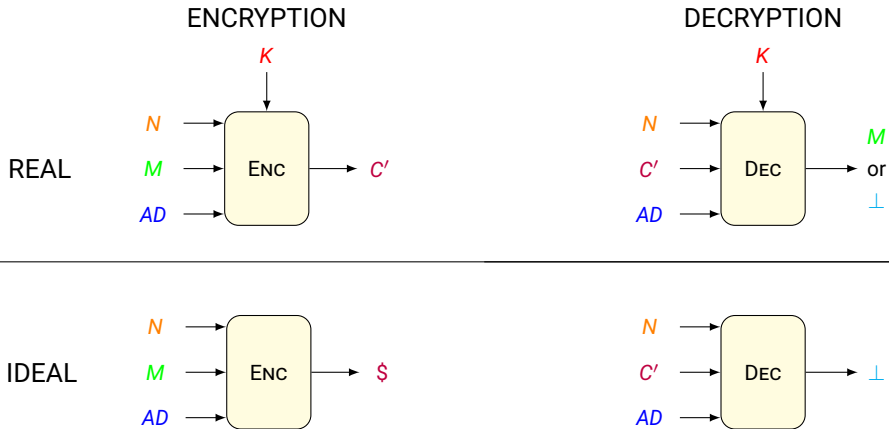 ENCRYPTION
DECRYPTION
K
K
N
M
AD
ENC
C′
N
C′
AD
DEC
M
or
⊥
REAL
N
M
AD
ENC
$
N
C′
AD
DEC
⊥
IDEAL